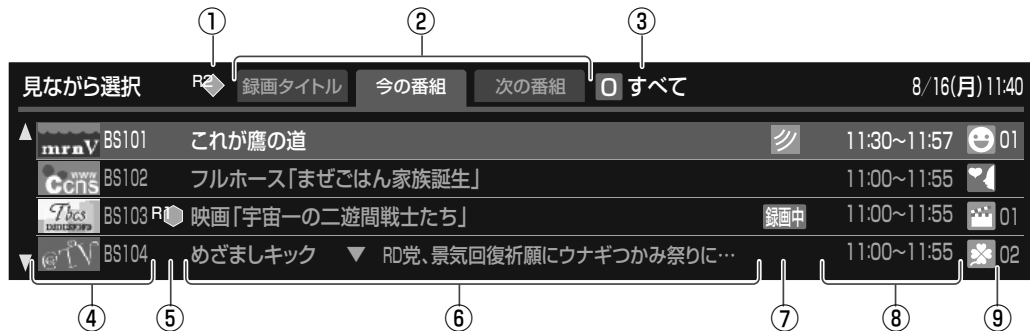 ① ② ③
見ながら選択 R2 録画タイトル 今の番組 次の番組 0 すべて 8/16(月)11:40
mrnV BS101 これが鷹の道 11:30~11:57 01
www Ccns BS102 フルホース「まぜごはん家族誕生」 11:00~11:55
Tbcs BS103 R1 映画「宇宙一の二遊間戦士たち」 録画中 11:00~11:55 01
@TV BS104 めざましキック ▼ RD党、景気回復祈願にウナギつかみ祭りに… 11:00~11:55 02
④ ⑤ ⑥ ⑦ ⑧ ⑨